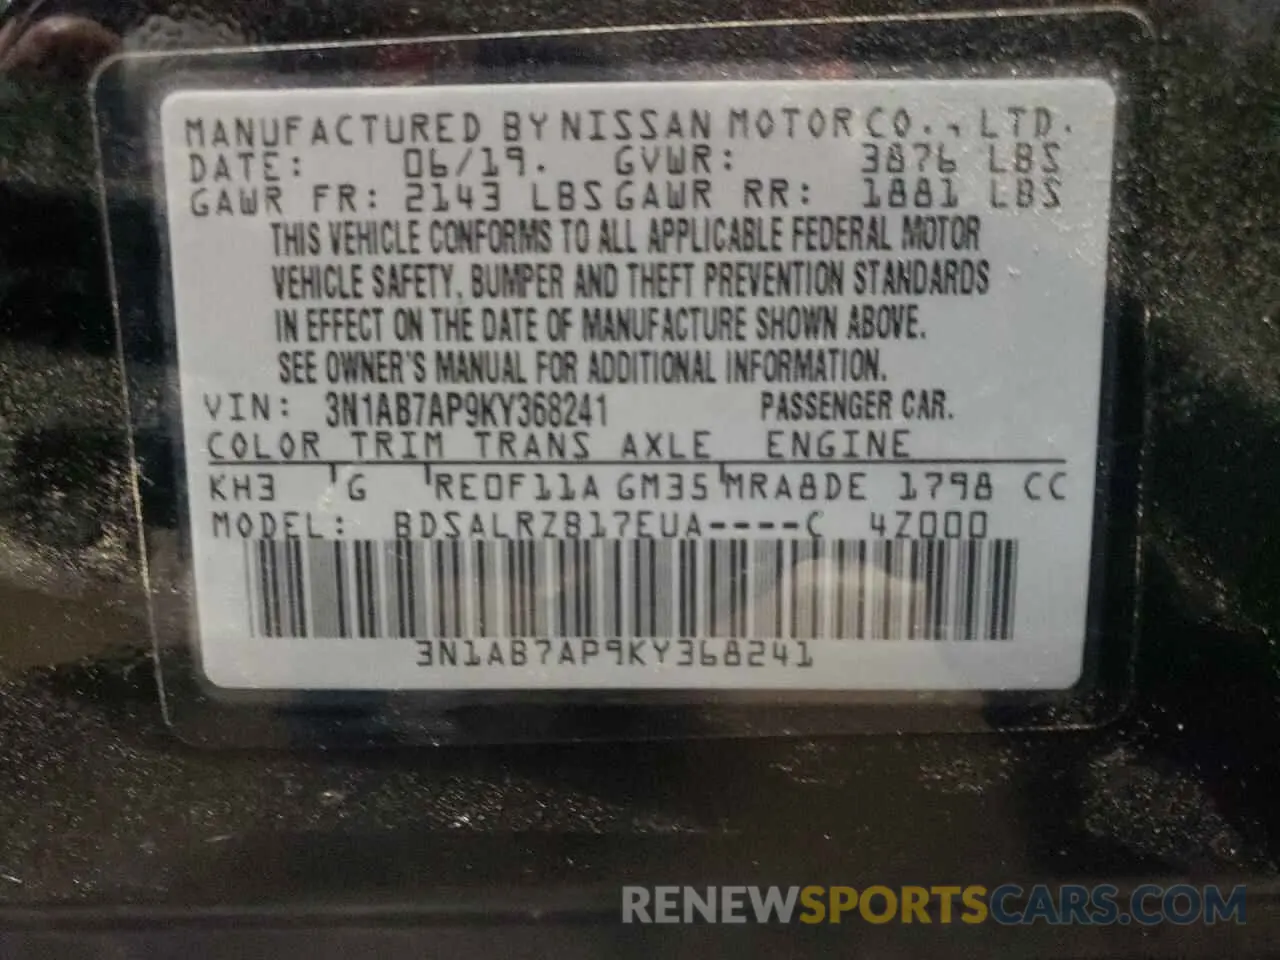 MANUFACTURED BY NISSAN MOTOR CO., LTD.
DATE: 06/19. GVWR: 3876 LBS
GAWR FR: 2143 LBS GAWR RR: 1881 LBS
THIS VEHICLE CONFORMS TO ALL APPLICABLE FEDERAL MOTOR
VEHICLE SAFETY, BUMPER AND THEFT PREVENTION STANDARDS
IN EFFECT ON THE DATE OF MANUFACTURE SHOWN ABOVE.
SEE OWNER'S MANUAL FOR ADDITIONAL INFORMATION.
VIN: 3N1AB7AP9KY368241 PASSENGER CAR.
COLOR TRIM TRANS AXLE ENGINE
KH3 G RE0F11A GM35 MRA8DE 1798 CC
MODEL: BDSALRZB17EUA----C 4Z000
3N1AB7AP9KY368241
RENEWSPORTSCARS.COM